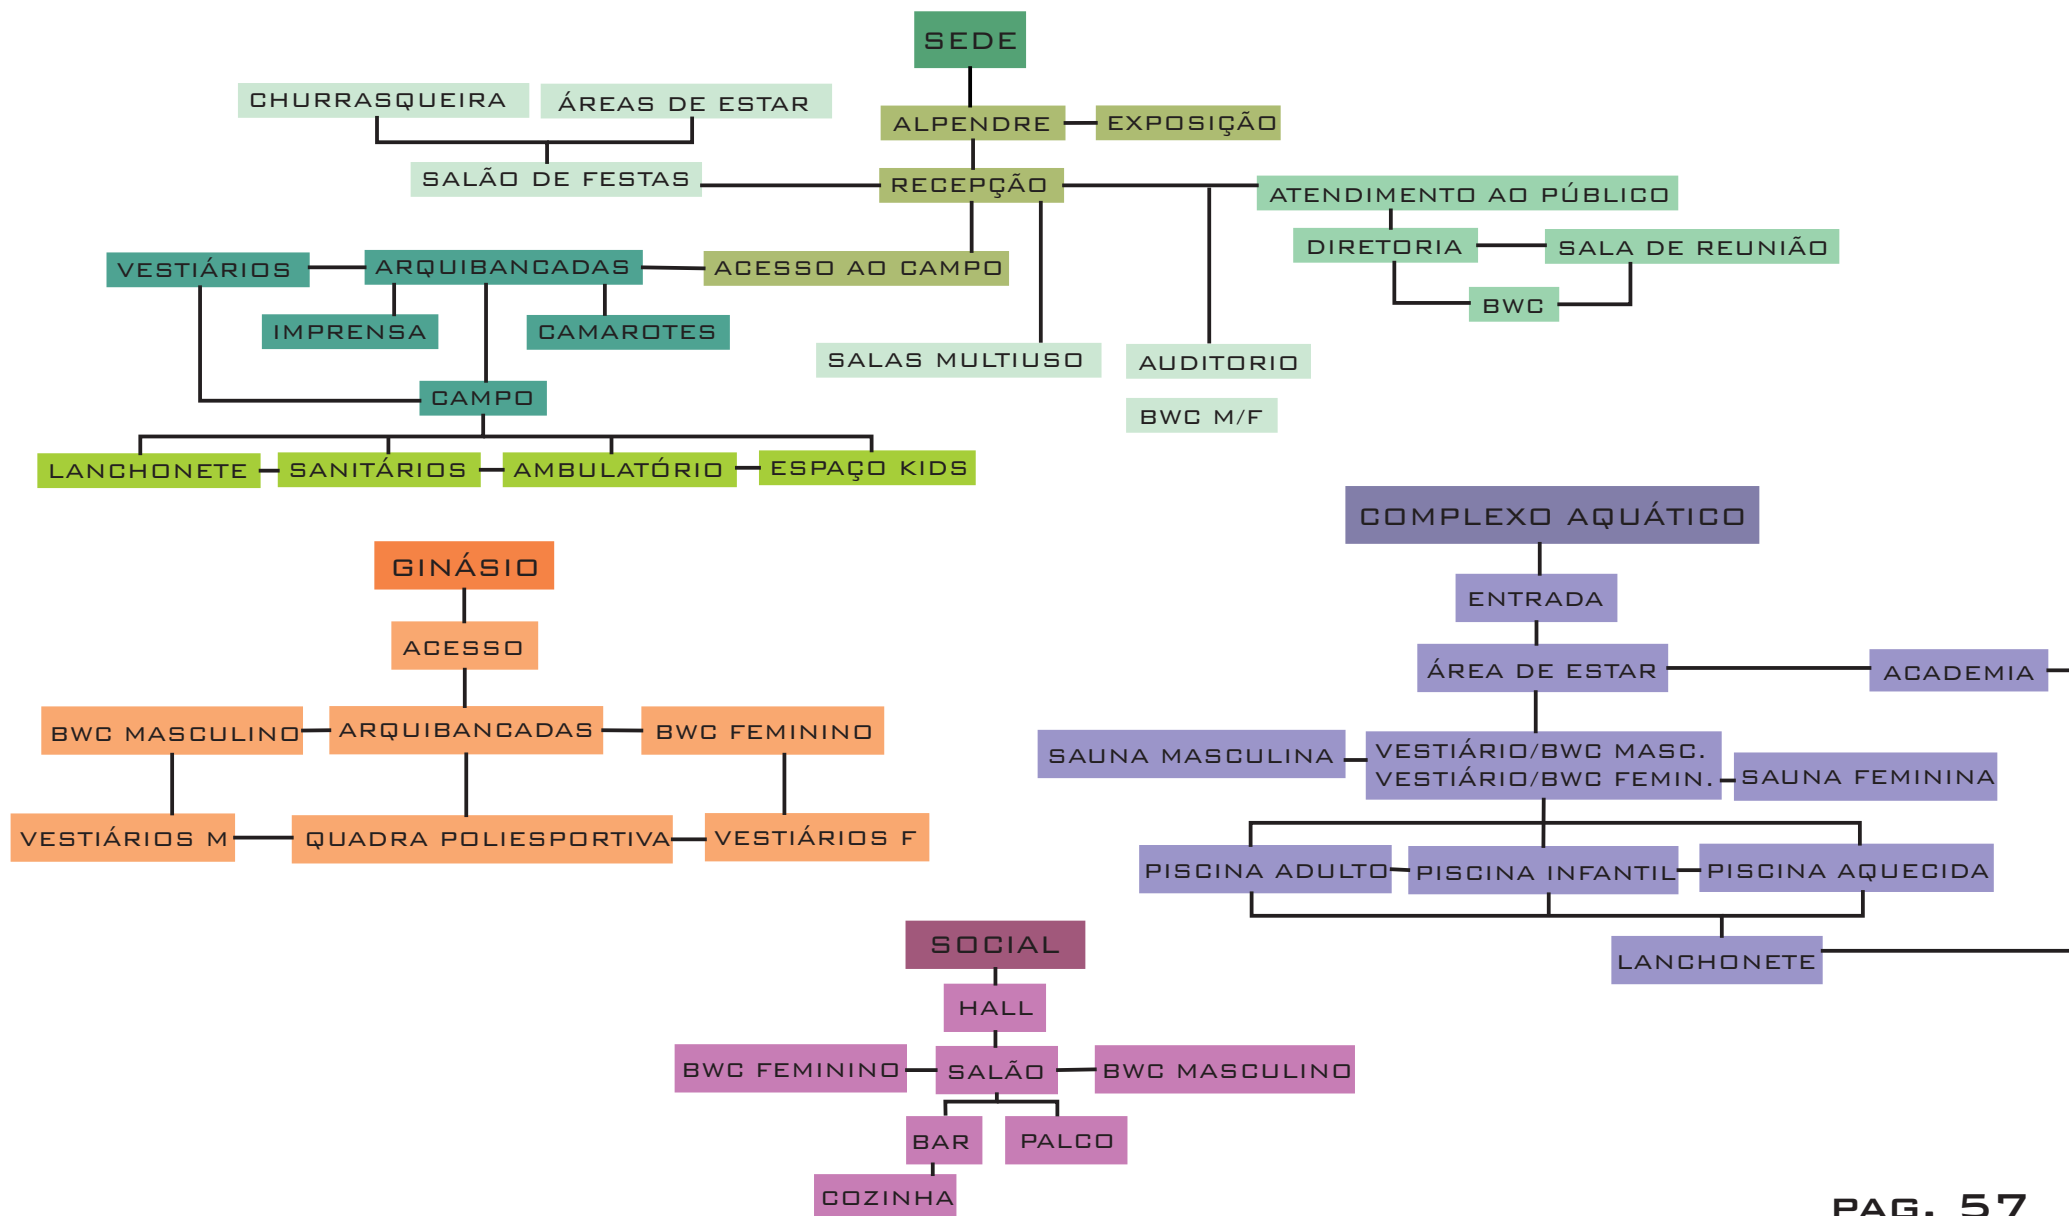 SEDE
CHURRASQUEIRA
ÁREAS DE ESTAR
ALPENDRE
EXPOSIÇÃO
SALÃO DE FESTAS
RECEPÇÃO
ATENDIMENTO AO PÚBLICO
DIRETORIA
SALA DE REUNIÃO
VESTIÁRIOS
ARQUIBANCADAS
ACESSO AO CAMPO
BWC
IMPRENSA
CAMAROTES
SALAS MULTIUSO
AUDITORIO
CAMPO
BWC M/F
LANCHONETE
SANITÁRIOS
AMBULATÓRIO
ESPAÇO KIDS
GINÁSIO
ACESSO
BWC MASCULINO
ARQUIBANCADAS
BWC FEMININO
VESTIÁRIOS M
QUADRA POLIESPORTIVA
VESTIÁRIOS F
COMPLEXO AQUÁTICO
ENTRADA
ÁREA DE ESTAR
ACADEMIA
SAUNA MASCULINA
VESTIÁRIO/BWC MASC.
VESTIÁRIO/BWC FEMIN.
SAUNA FEMININA
PISCINA ADULTO
PISCINA INFANTIL
PISCINA AQUECIDA
LANCHONETE
SOCIAL
HALL
BWC FEMININO
SALÃO
BWC MASCULINO
BAR
PALCO
COZINHA
PAG. 57